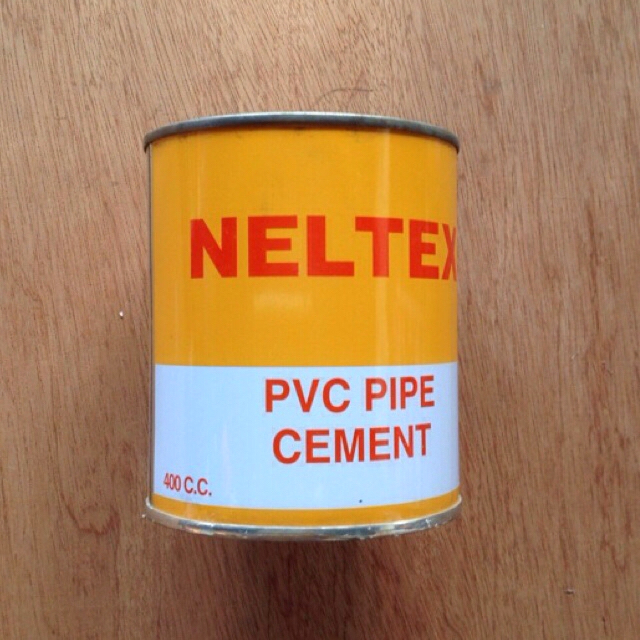 NELTEX
PVC PIPE
CEMENT
400 C.C.